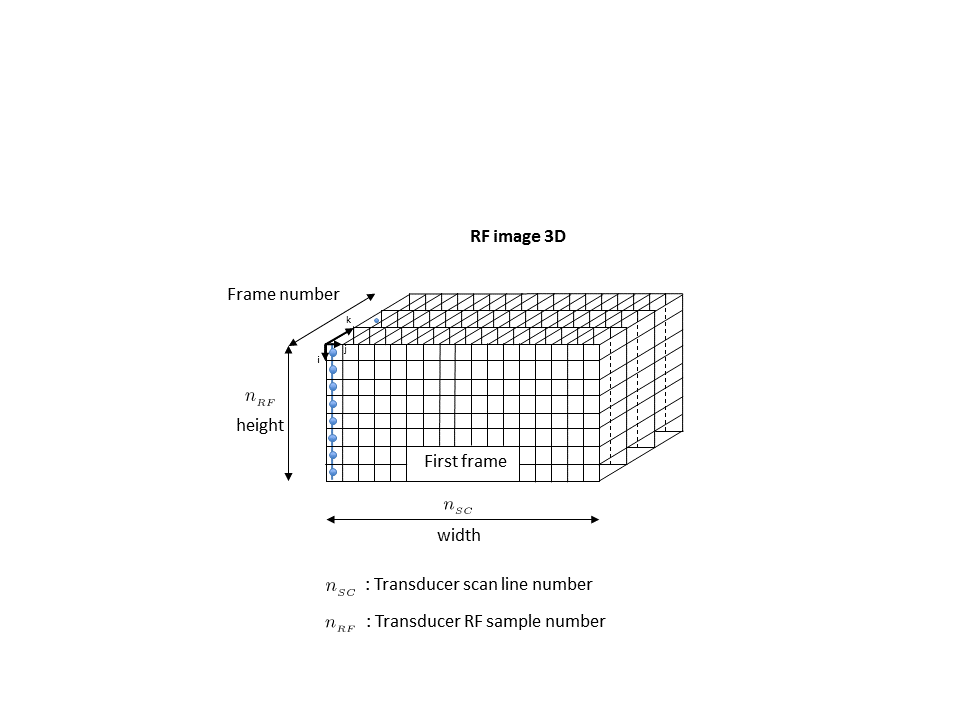 RF image 3D
Frame number
k
j
i
n_RF
height
First frame
n_SC
width
n_SC : Transducer scan line number
n_RF : Transducer RF sample number